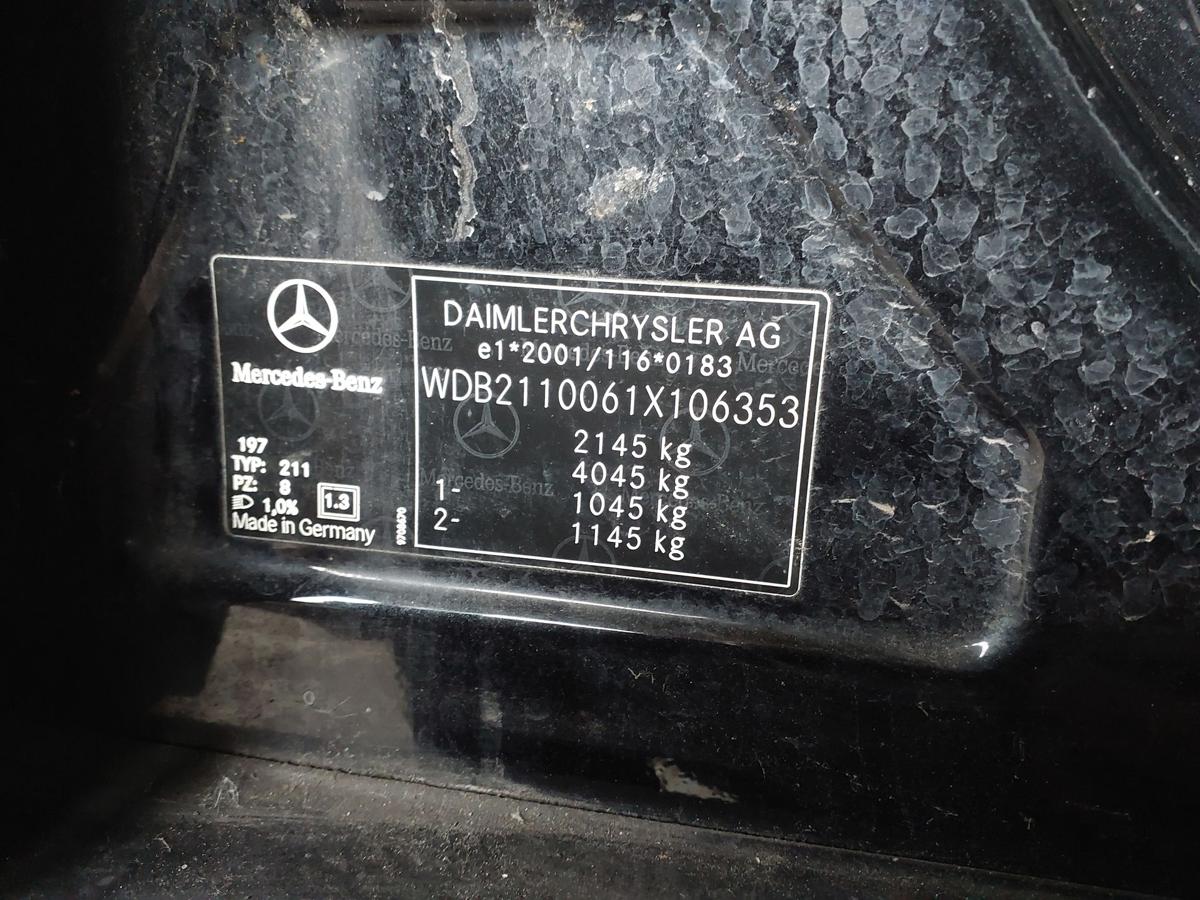 Mercedes-Benz
197
TYP: 211
PZ: 8
1,0% 1.3
Made in Germany
9708670
DAIMLERCHRYSLER AG
e1*2001/116*0183
WDB2110061X106353
2145 kg
4045 kg
1- 1045 kg
2- 1145 kg